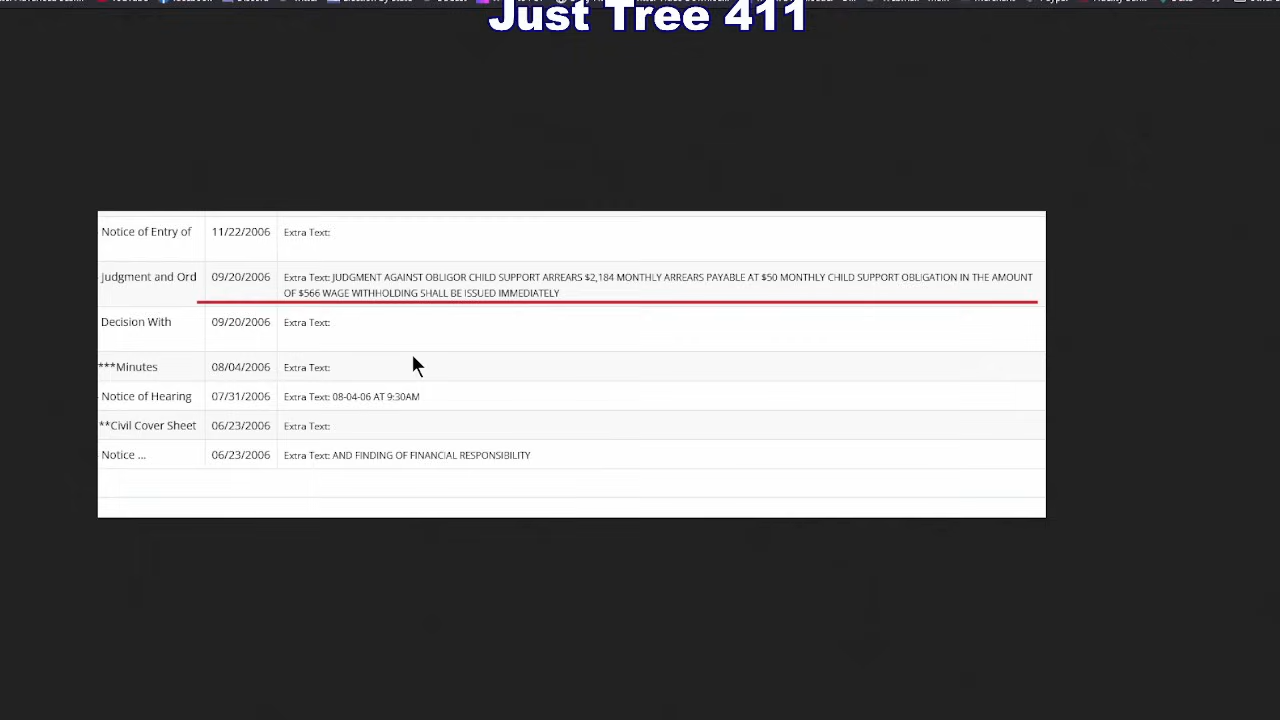 Just Tree 411
Notice of Entry of 11/22/2006 Extra Text:
Judgment and Ord 09/20/2006 Extra Text: JUDGMENT AGAINST OBLIGOR CHILD SUPPORT ARREARS $2,184 MONTHLY ARREARS PAYABLE AT $50 MONTHLY CHILD SUPPORT OBLIGATION IN THE AMOUNT
OF $566 WAGE WITHHOLDING SHALL BE ISSUED IMMEDIATELY
Decision With 09/20/2006 Extra Text:
***Minutes 08/04/2006 Extra Text:
Notice of Hearing 07/31/2006 Extra Text: 08-04-06 AT 9:30AM
**Civil Cover Sheet 06/23/2006 Extra Text:
Notice ... 06/23/2006 Extra Text: AND FINDING OF FINANCIAL RESPONSIBILITY